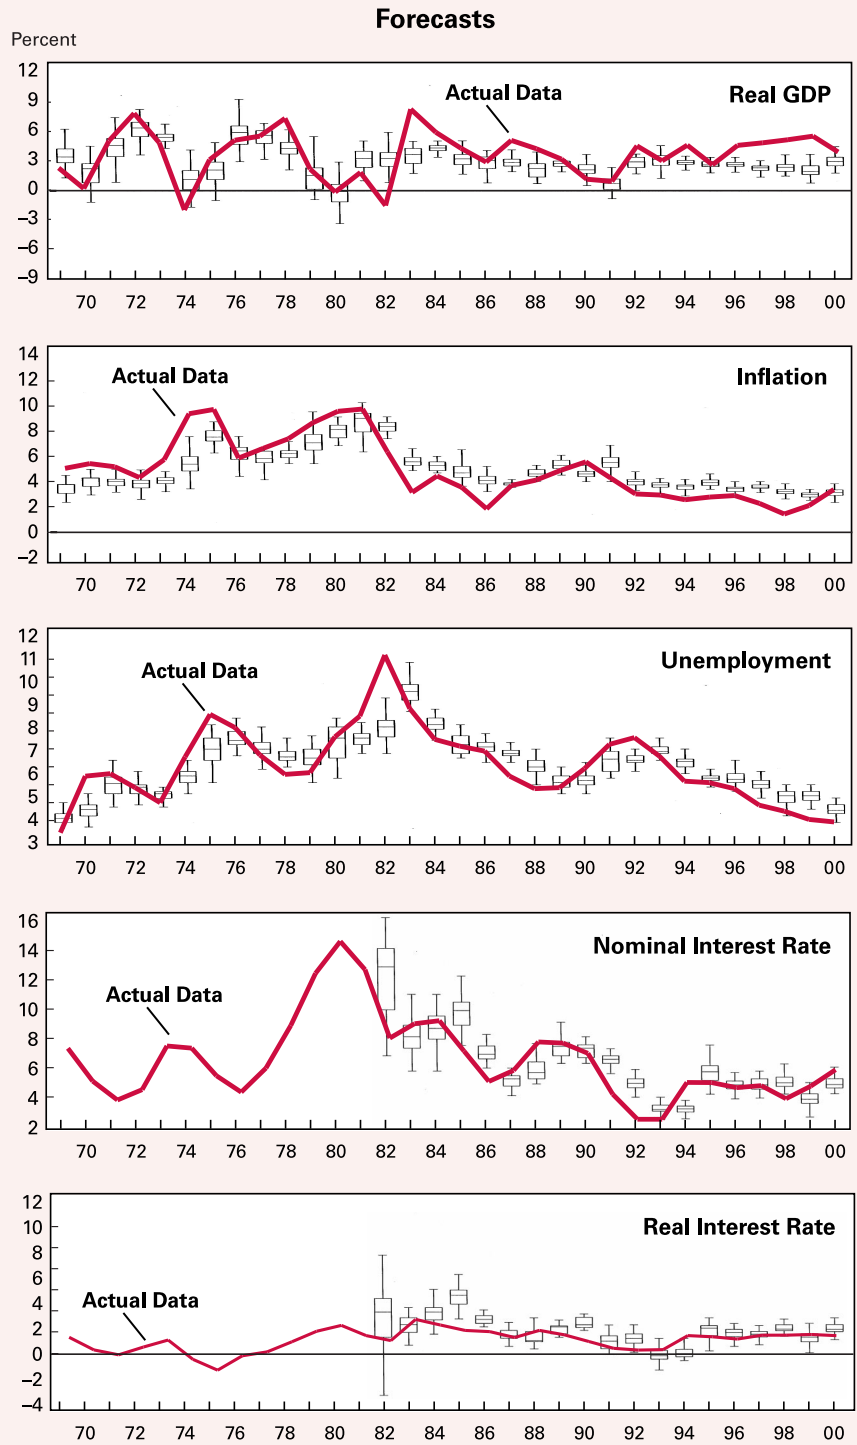 Forecasts
Percent
12
9
6
3
0
–3
–6
–9
Actual Data
Real GDP
70 72 74 76 78 80 82 84 86 88 90 92 94 96 98 00
14
12
10
8
6
4
2
0
–2
Actual Data
Inflation
70 72 74 76 78 80 82 84 86 88 90 92 94 96 98 00
12
11
10
9
8
7
6
5
4
3
Actual Data
Unemployment
70 72 74 76 78 80 82 84 86 88 90 92 94 96 98 00
16
14
12
10
8
6
4
2
Actual Data
Nominal Interest Rate
70 72 74 76 78 80 82 84 86 88 90 92 94 96 98 00
12
10
8
6
4
2
0
–2
–4
Actual Data
Real Interest Rate
70 72 74 76 78 80 82 84 86 88 90 92 94 96 98 00